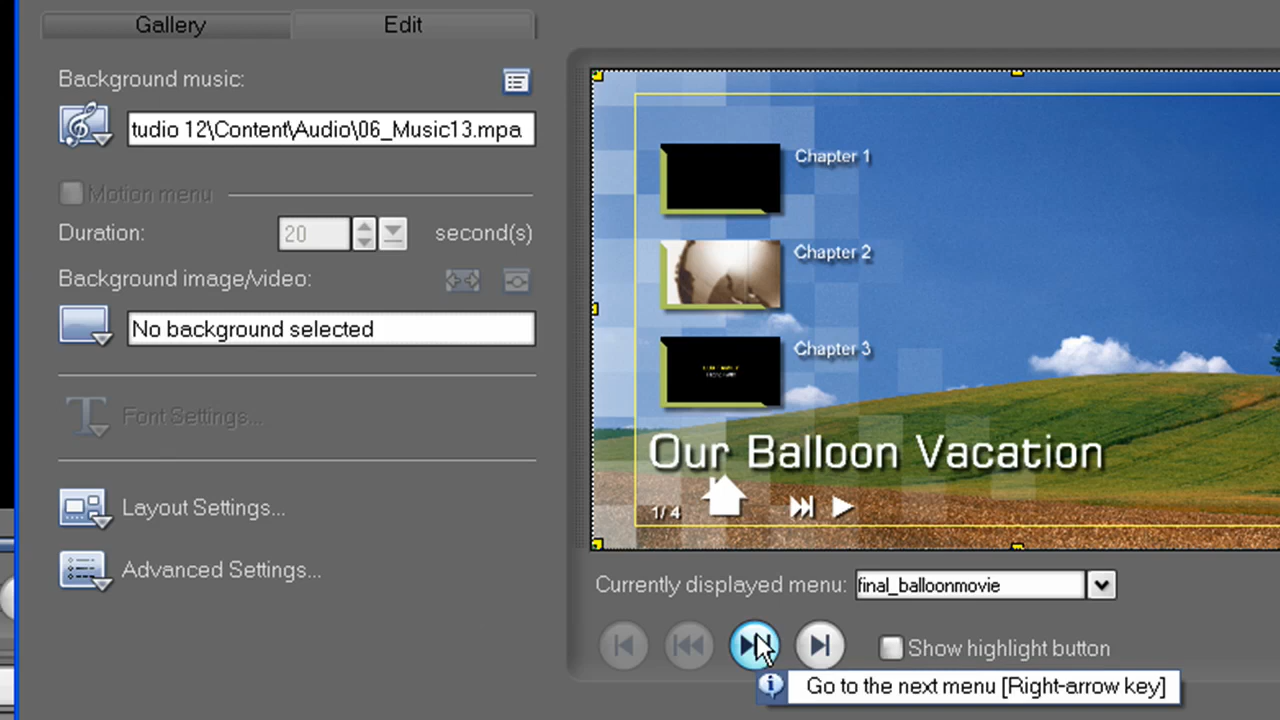 Gallery
Edit
Background music:
tudio 12\Content\Audio\06_Music13.mpa
Motion menu
Duration:
20
second(s)
Background image/video:
No background selected
Font Settings...
Layout Settings...
Advanced Settings...
Chapter 1
Chapter 2
Chapter 3
Our Balloon Vacation
1/ 4
Currently displayed menu:
final_balloonmovie
Show highlight button
Go to the next menu [Right-arrow key]